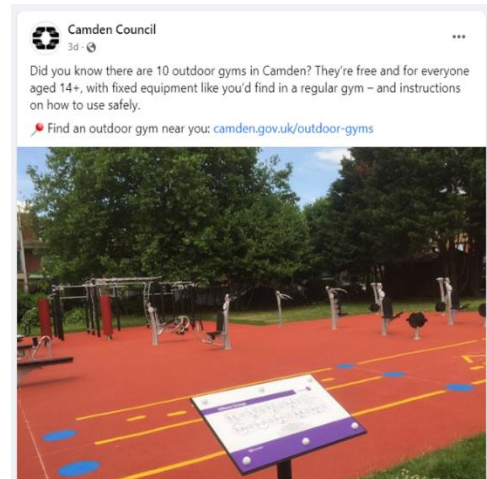 Camden Council
3d ·
Did you know there are 10 outdoor gyms in Camden? They're free and for everyone
aged 14+, with fixed equipment like you'd find in a regular gym – and instructions
on how to use safely.
Find an outdoor gym near you: camden.gov.uk/outdoor-gyms